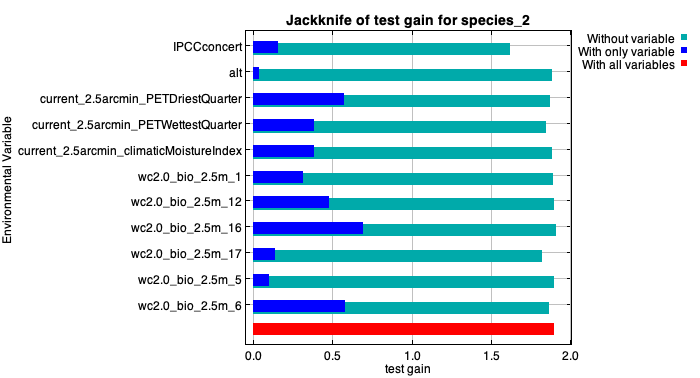 Jackknife of test gain for species_2
Without variable
With only variable
With all variables
Environmental Variable
IPCCconcert
alt
current_2.5arcmin_PETDriestQuarter
current_2.5arcmin_PETWettestQuarter
current_2.5arcmin_climaticMoistureIndex
wc2.0_bio_2.5m_1
wc2.0_bio_2.5m_12
wc2.0_bio_2.5m_16
wc2.0_bio_2.5m_17
wc2.0_bio_2.5m_5
wc2.0_bio_2.5m_6
0.0 0.5 1.0 1.5 2.0
test gain